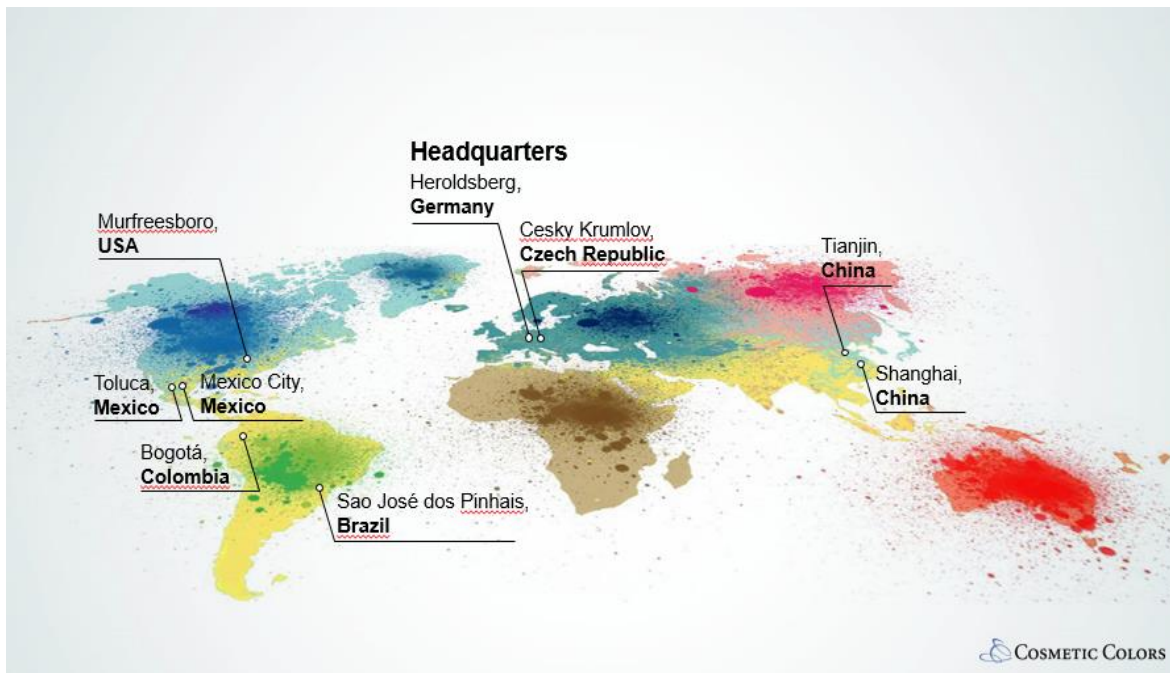 Headquarters
Heroldsberg,
Germany
Murfreesboro,
USA
Cesky Krumlov,
Czech Republic
Tianjin,
China
Toluca,
Mexico
Mexico City,
Mexico
Shanghai,
China
Bogotá,
Colombia
Sao José dos Pinhais,
Brazil
COSMETIC COLORS